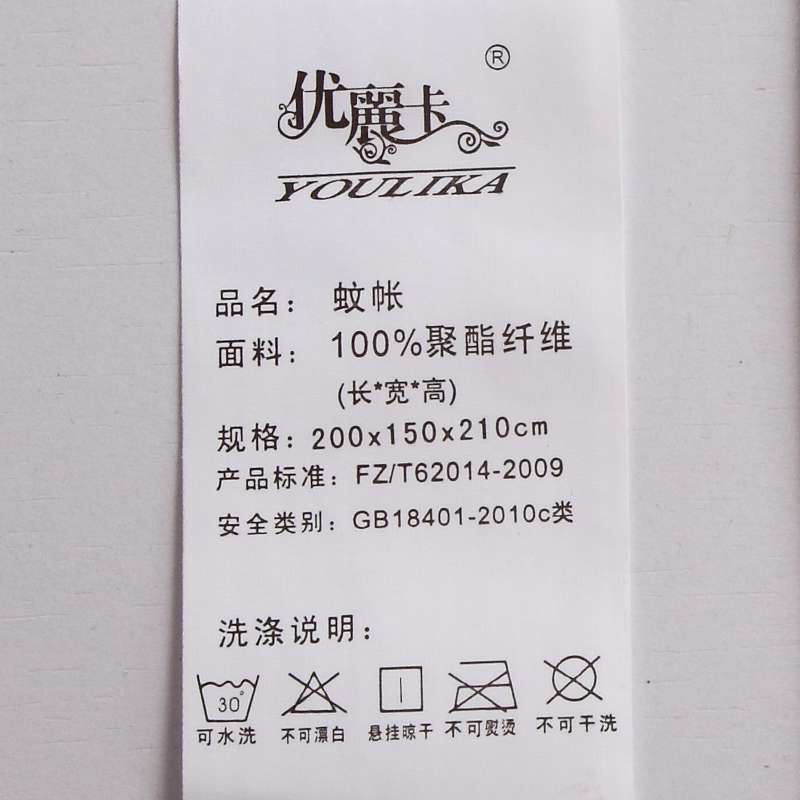 ®
优麗卡
YOULIKA
品名： 蚊帐
面料： 100%聚酯纤维
(长*宽*高)
规格：200x150x210cm
产品标准：FZ/T62014-2009
安全类别：GB18401-2010c类
洗涤说明：
30°
可水洗 不可漂白 悬挂晾干 不可熨烫 不可干洗